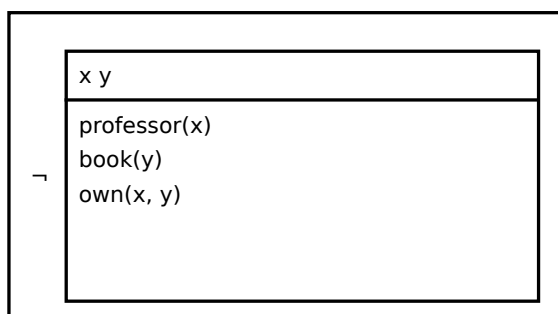 x y
professor(x)
book(y)
¬
own(x, y)